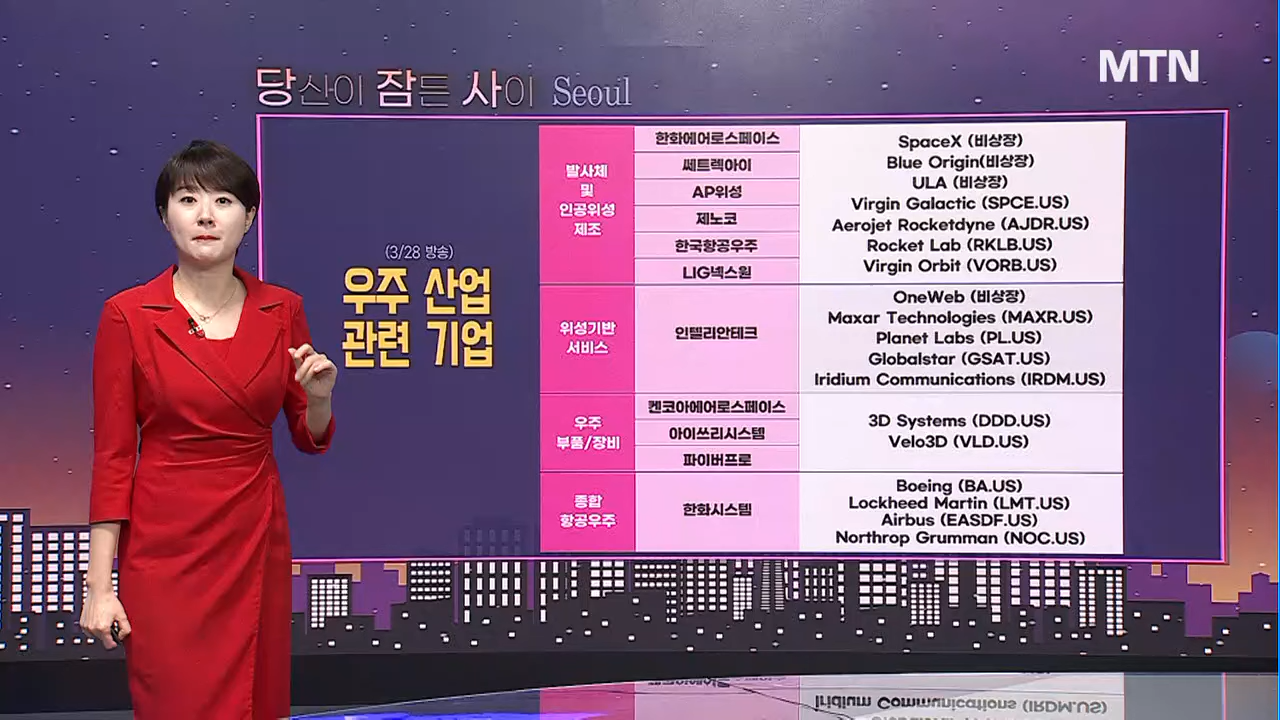 MTN
당신이 잠든 사이 Seoul
(3/28 방송)
우주 산업
관련 기업
발사체
및
인공위성
제조
한화에어로스페이스
쎄트렉아이
AP위성
제노코
한국항공우주
LIG넥스원
SpaceX (비상장)
Blue Origin(비상장)
ULA (비상장)
Virgin Galactic (SPCE.US)
Aerojet Rocketdyne (AJDR.US)
Rocket Lab (RKLB.US)
Virgin Orbit (VORB.US)
위성기반
서비스
인텔리안테크
OneWeb (비상장)
Maxar Technologies (MAXR.US)
Planet Labs (PL.US)
Globalstar (GSAT.US)
Iridium Communications (IRDM.US)
우주
부품/장비
켄코아에어로스페이스
아이쓰리시스템
파이버프로
3D Systems (DDD.US)
Velo3D (VLD.US)
종합
항공우주
한화시스템
Boeing (BA.US)
Lockheed Martin (LMT.US)
Airbus (EASDF.US)
Northrop Grumman (NOC.US)